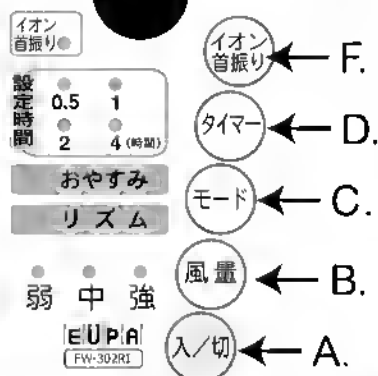 イオン
首振り
設定時間
0.5 1
2 4 (時間)
おやすみ
リズム
弱 中 強
EUPA
FW-302RI
イオン
首振り
F.
タイマー
D.
モード
C.
風量
B.
入/切
A.